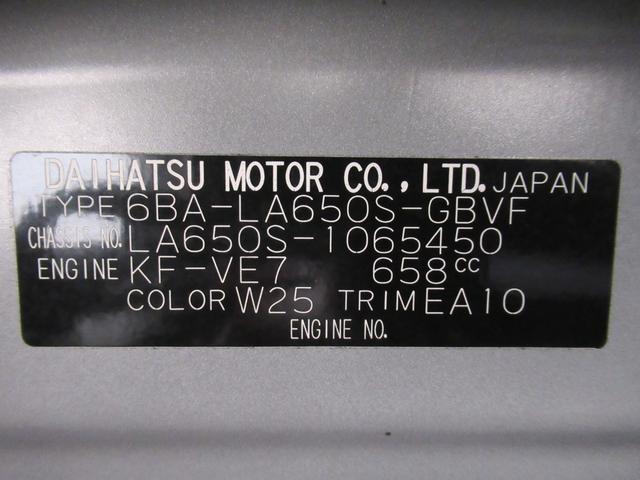 DAIHATSU MOTOR CO., LTD. JAPAN
TYPE 6BA-LA650S-GBVF
CHASSIS NO. LA650S-1065450
ENGINE KF-VE7 658cc
COLOR W25 TRIM EA10
ENGINE NO.